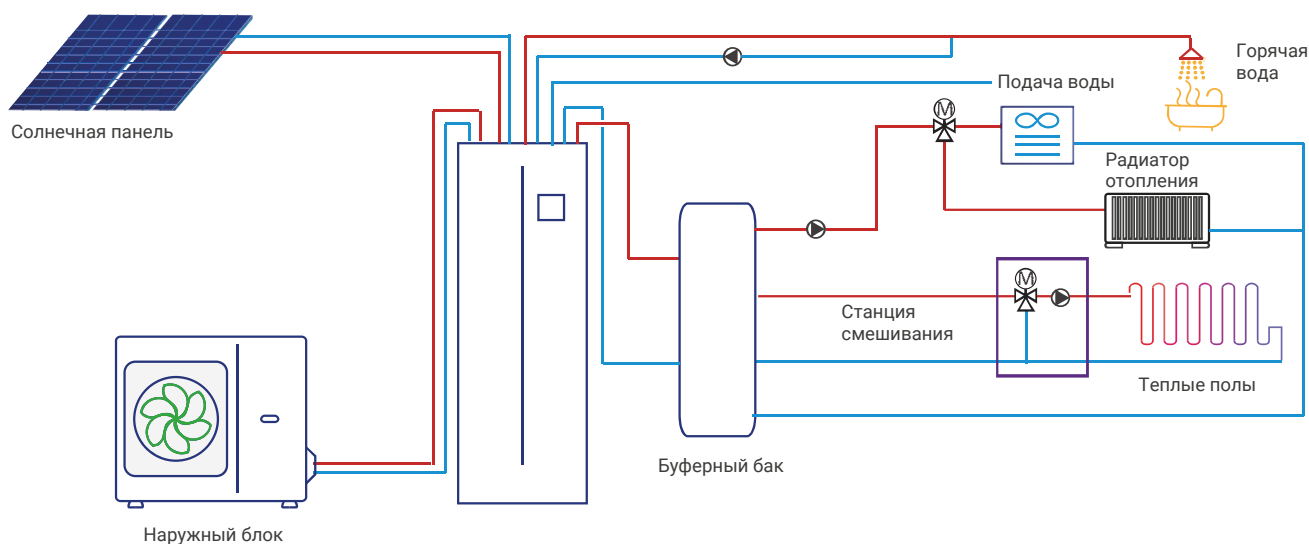 Солнечная панель
Горячая
вода
Подача воды
M
Радиатор
отопления
M
Станция
смешивания
Теплые полы
Буферный бак
Наружный блок